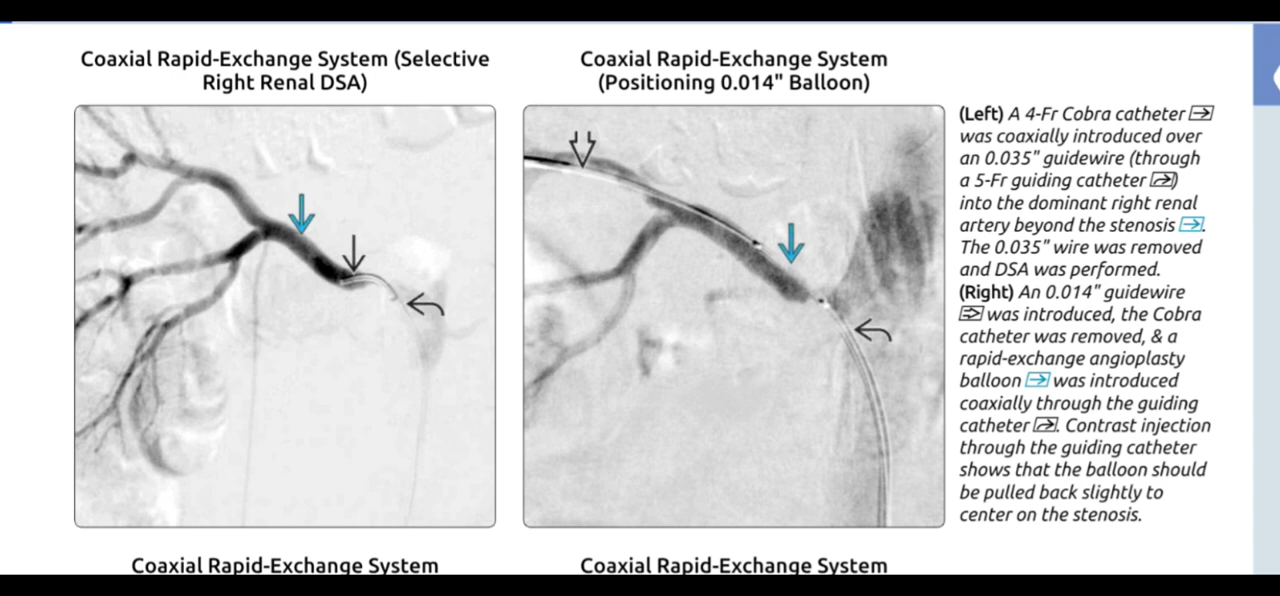 Coaxial Rapid-Exchange System (Selective
Right Renal DSA)
Coaxial Rapid-Exchange System
(Positioning 0.014" Balloon)
(Left) A 4-Fr Cobra catheter
was coaxially introduced over
an 0.035" guidewire (through
a 5-Fr guiding catheter )
into the dominant right renal
artery beyond the stenosis .
The 0.035" wire was removed
and DSA was performed.
(Right) An 0.014" guidewire
was introduced, the Cobra
catheter was removed, & a
rapid-exchange angioplasty
balloon was introduced
coaxially through the guiding
catheter . Contrast injection
through the guiding catheter
shows that the balloon should
be pulled back slightly to
center on the stenosis.
Coaxial Rapid-Exchange System
Coaxial Rapid-Exchange System